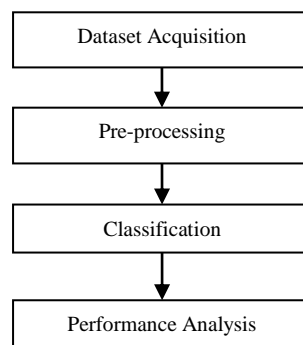 Dataset Acquisition
Pre-processing
Classification
Performance Analysis